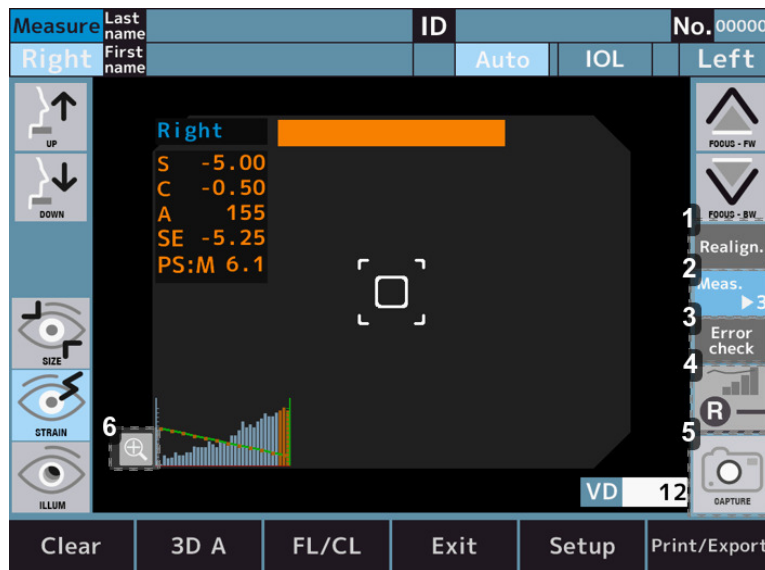 Measure Last name ID No. 00000
Right First name Auto IOL Left
UP
DOWN
SIZE
STRAIN
ILLUM
Right
S -5.00
C -0.50
A 155
SE -5.25
PS:M 6.1
6
FOCUS - FW
FOCUS - BW
1
Realign.
2
Meas.
▶3
3
Error
check
4
R
5
CAPTURE
VD 12
Clear 3D A FL/CL Exit Setup Print/Export